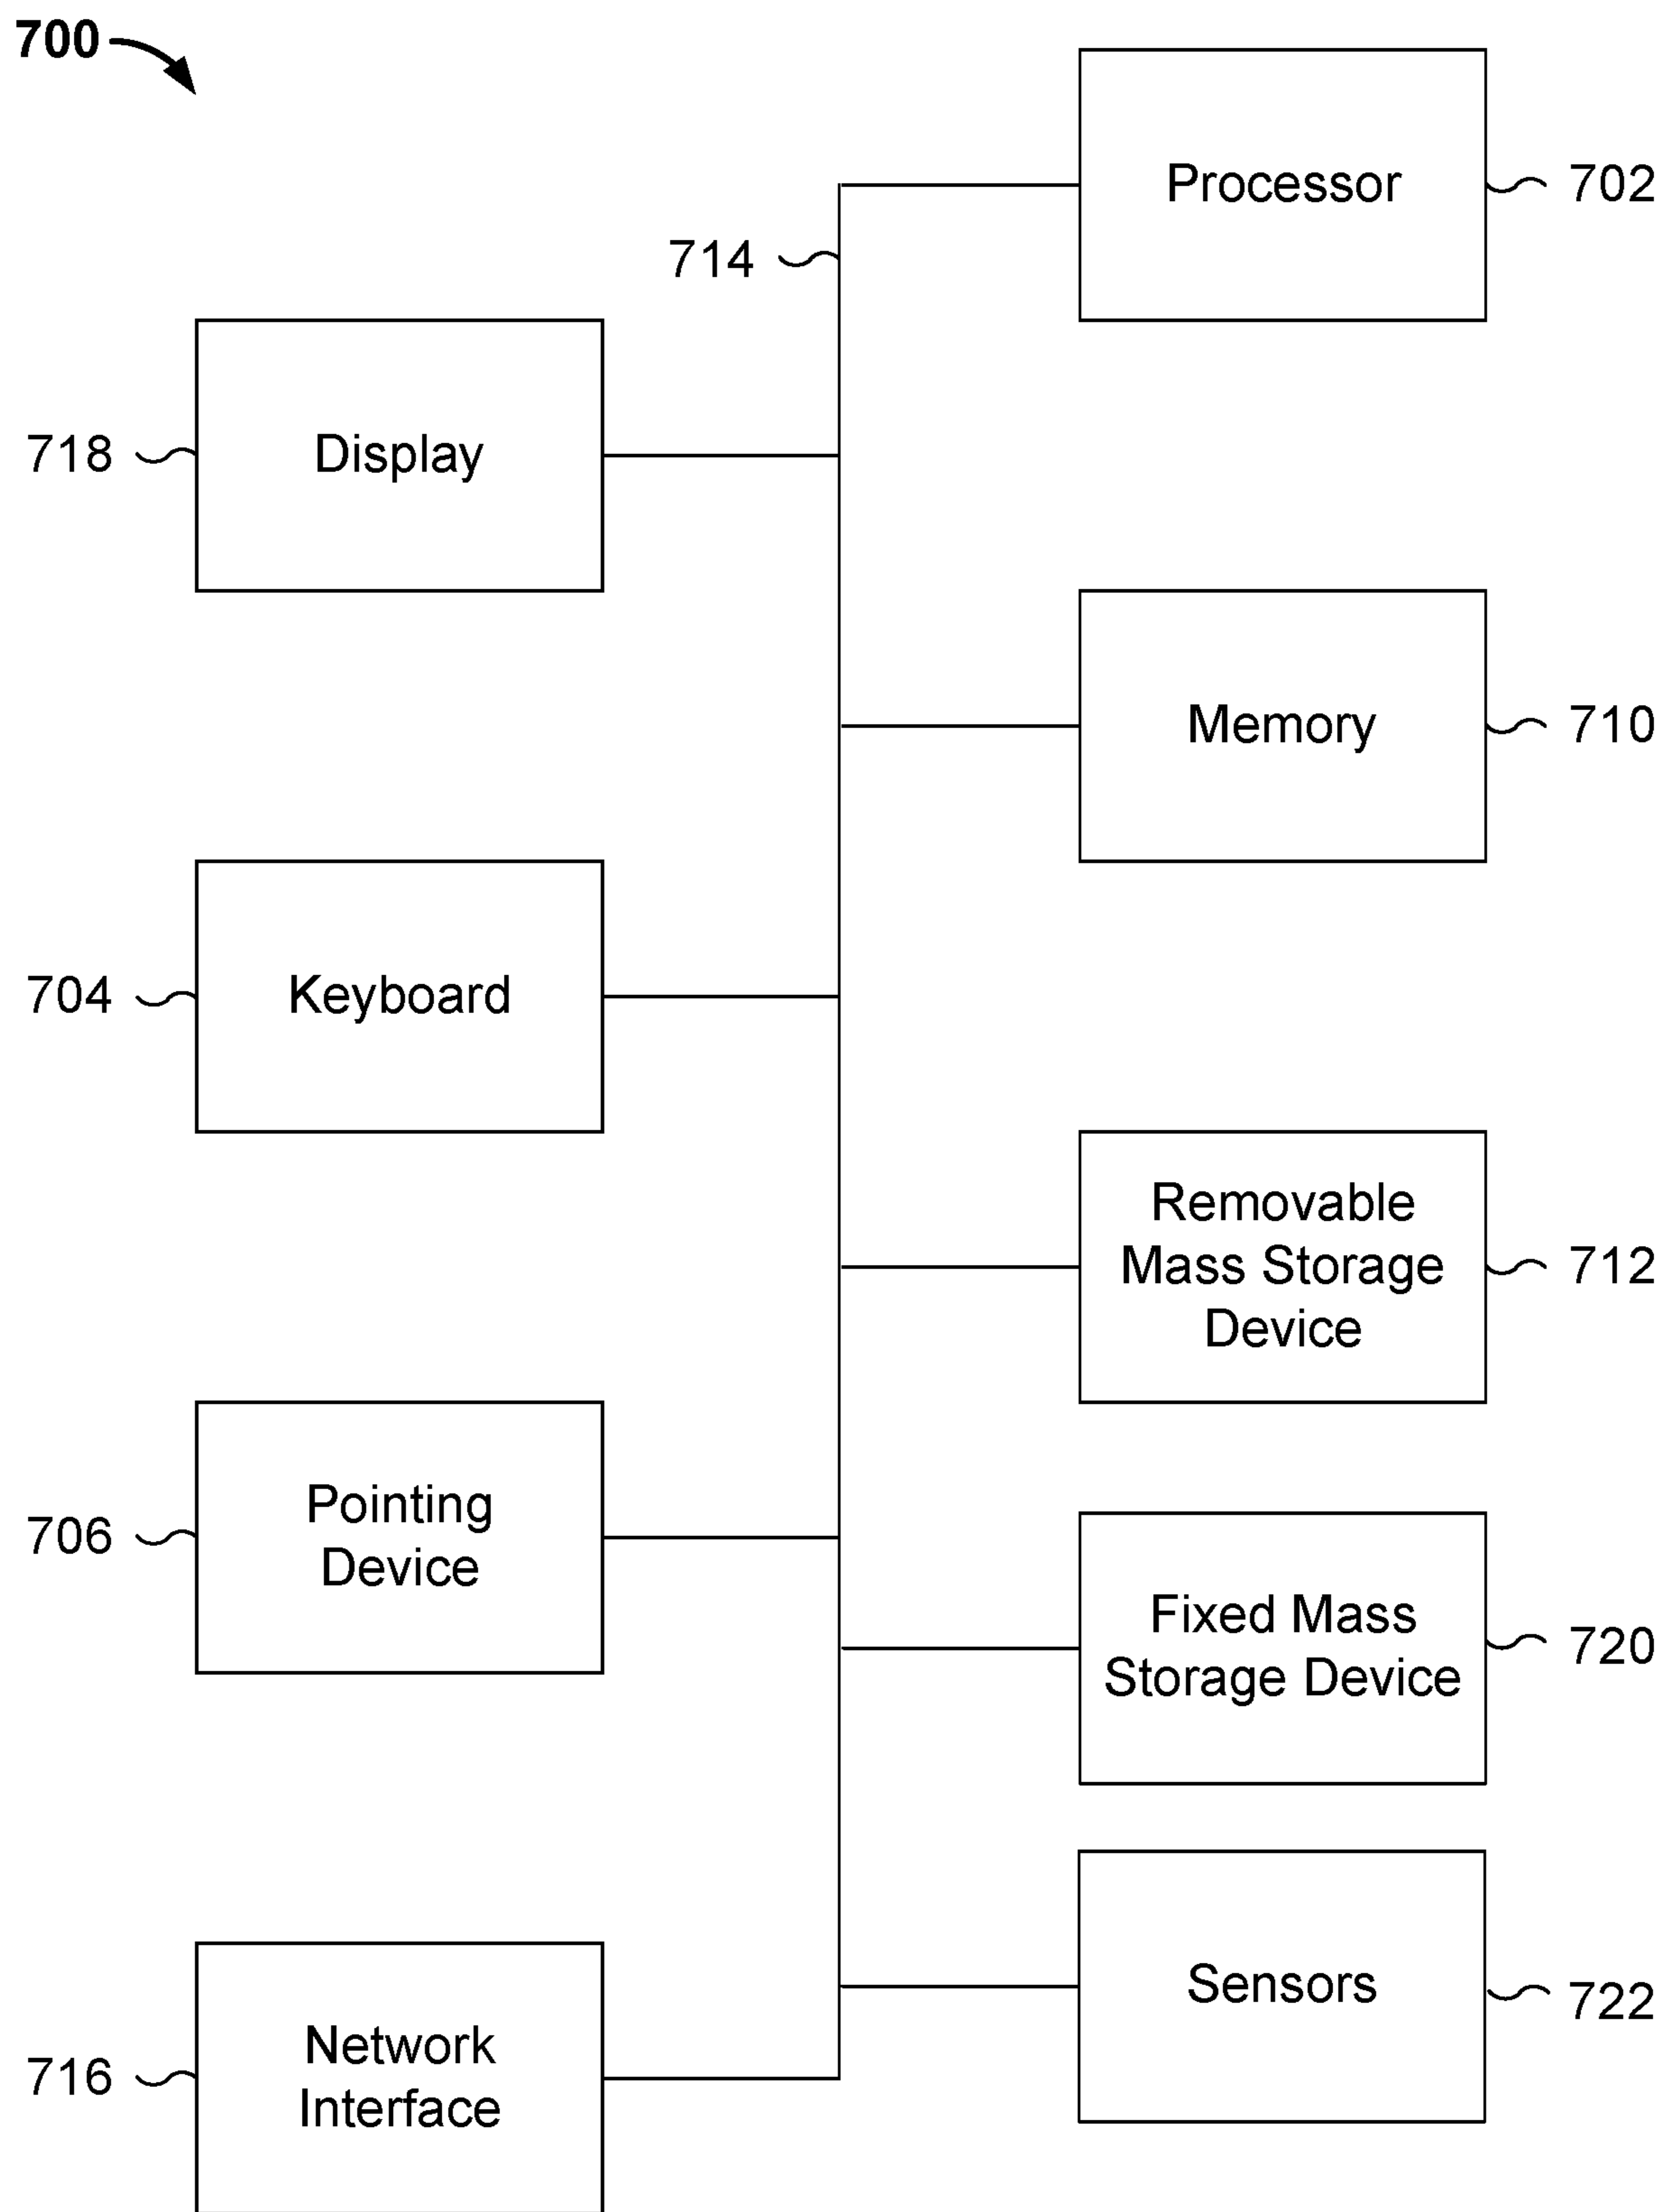 700
Processor
702
714
718
Display
Memory
710
704
Keyboard
Removable
Mass Storage
Device
712
706
Pointing
Device
Fixed Mass
Storage Device
720
Sensors
722
716
Network
Interface